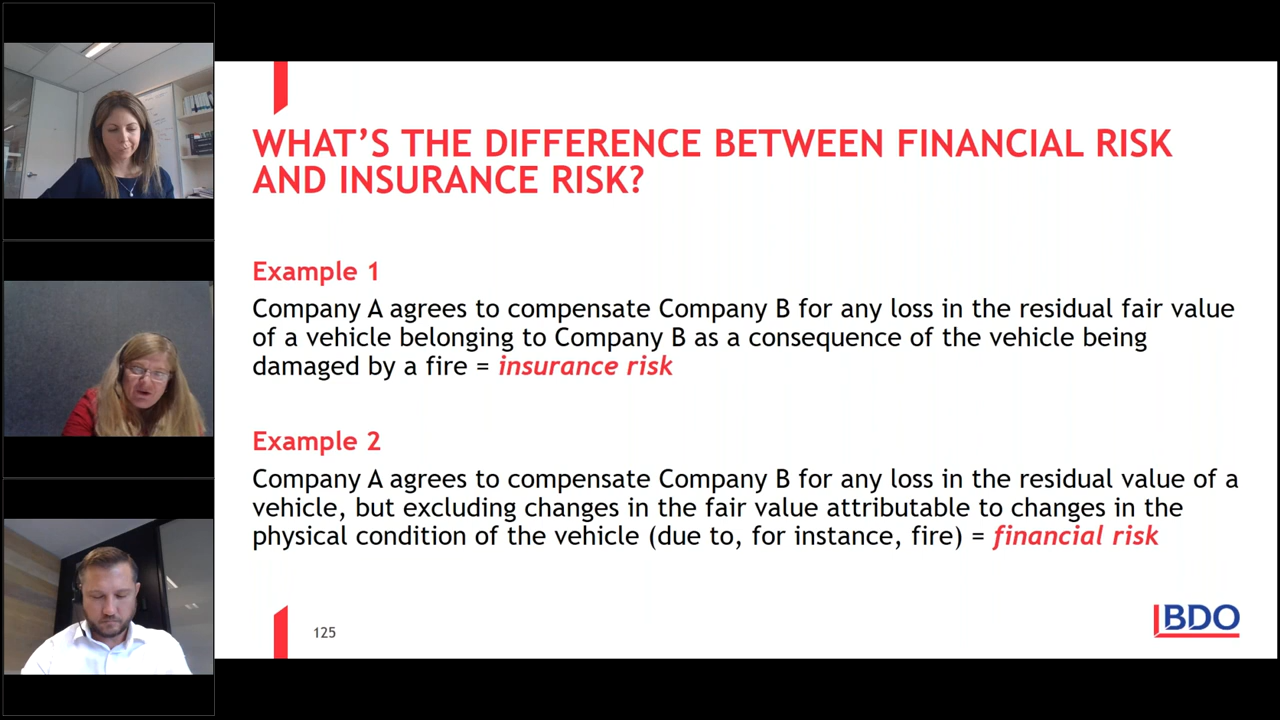 WHAT'S THE DIFFERENCE BETWEEN FINANCIAL RISK
AND INSURANCE RISK?
Example 1
Company A agrees to compensate Company B for any loss in the residual fair value
of a vehicle belonging to Company B as a consequence of the vehicle being
damaged by a fire = insurance risk
Example 2
Company A agrees to compensate Company B for any loss in the residual value of a
vehicle, but excluding changes in the fair value attributable to changes in the
physical condition of the vehicle (due to, for instance, fire) = financial risk
125
BDO